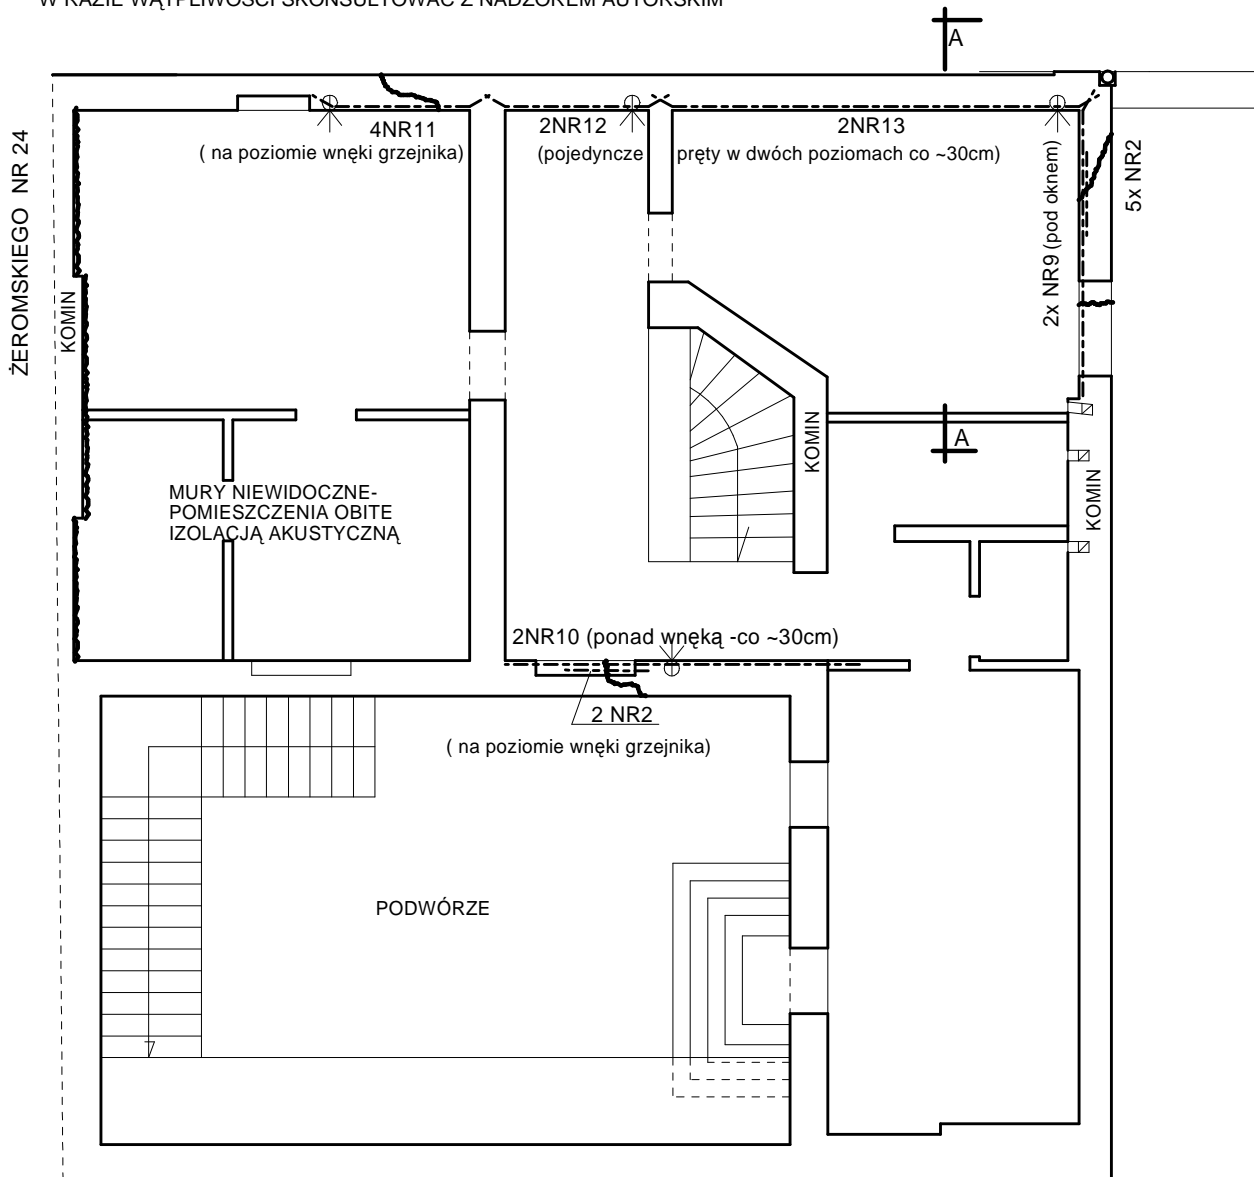 W RAZIE WĄTPLIWOŚCI SKONSULTOWAĆ Z NADZOREM AUTORSKIM
A
4NR11
( na poziomie wnęki grzejnika)
2NR12
(pojedyncze pręty w dwóch poziomach co ~30cm)
2NR13
5x NR2
2x NR9 (pod oknem)
ŻEROMSKIEGO NR 24
KOMIN
KOMIN
A
KOMIN
MURY NIEWIDOCZNE-
POMIESZCZENIA OBITE
IZOLACJĄ AKUSTYCZNĄ
2NR10 (ponad wnęką -co ~30cm)
2 NR2
( na poziomie wnęki grzejnika)
PODWÓRZE